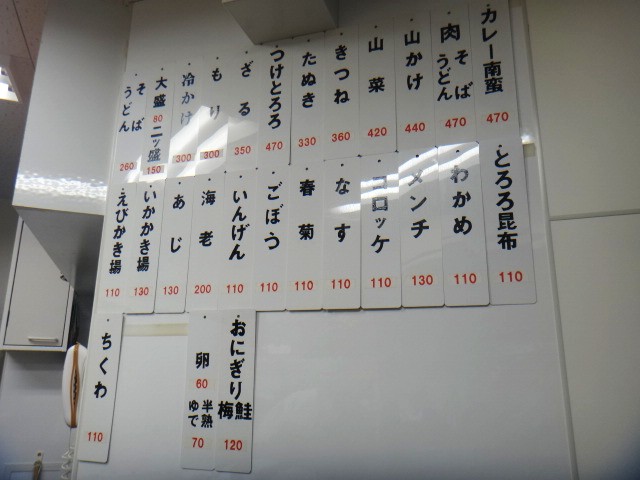 カレー南蛮 470
肉 そば うどん 470
山かけ 440
山菜 420
きつね 360
たぬき 330
つけとろろ 470
ざる 350
もり 300
冷かけ 300
大盛 80 二ッ盛 150
そば うどん 260
とろろ昆布 110
わかめ 110
メンチ 130
コロッケ 110
なす 110
春菊 110
ごぼう 110
いんげん 110
海老 200
あじ 130
いかかき揚 130
えびかき揚 110
おにぎり 鮭 梅 120
卵 60 半熟 ゆで 70
ちくわ 110